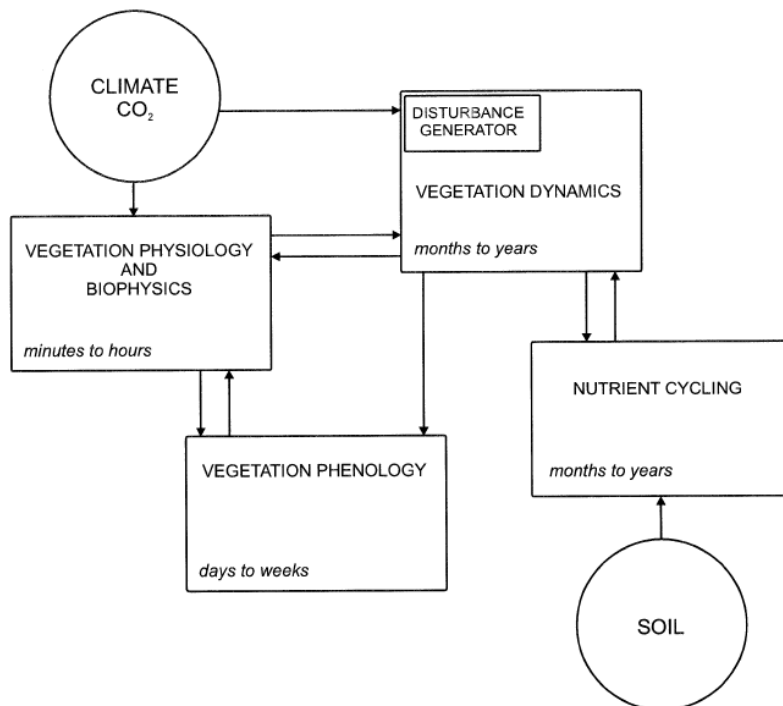 CLIMATE
CO₂
DISTURBANCE
GENERATOR
VEGETATION DYNAMICS
months to years
VEGETATION PHYSIOLOGY
AND
BIOPHYSICS
minutes to hours
NUTRIENT CYCLING
months to years
VEGETATION PHENOLOGY
days to weeks
SOIL